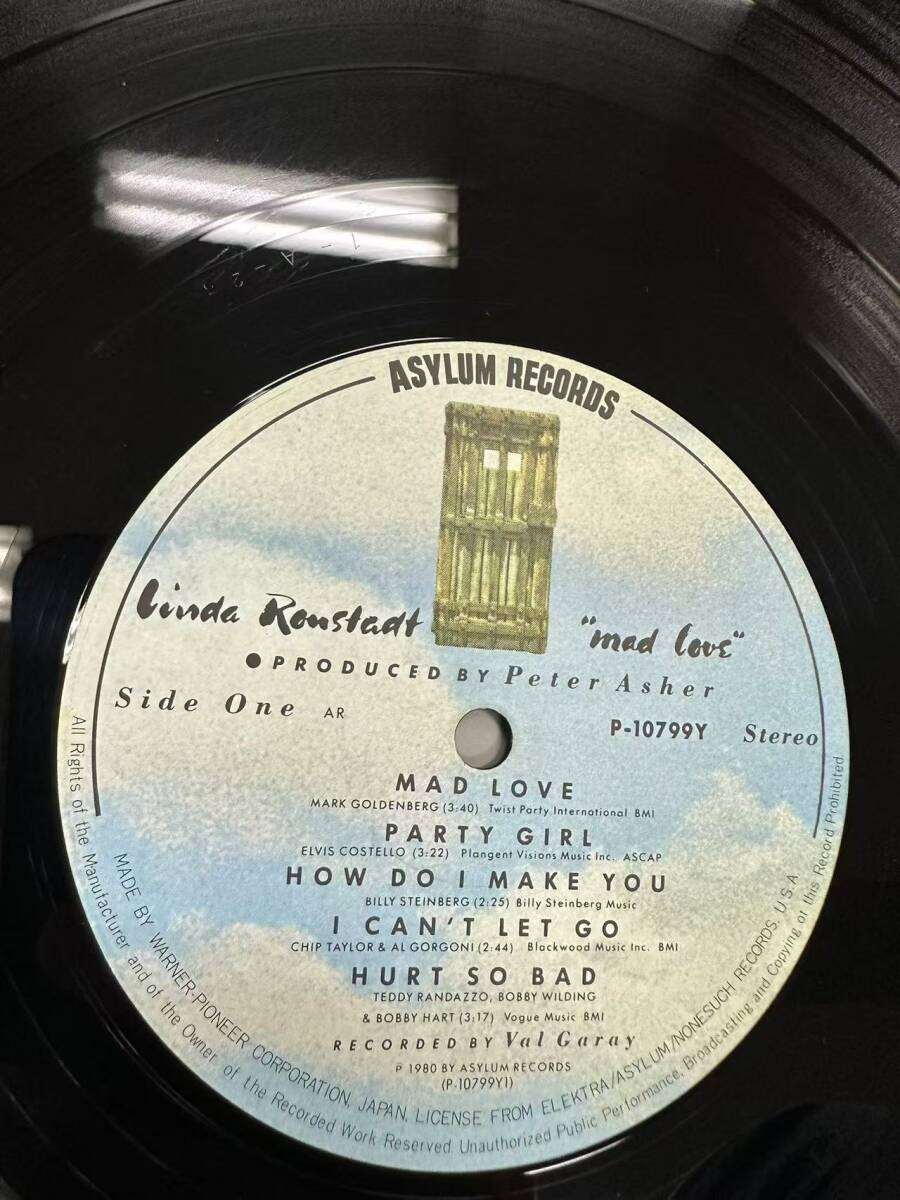 1-A-22
ASYLUM RECORDS
Linda Ronstadt "mad love"
● PRODUCED BY Peter Asher
Side One AR P-10799Y Stereo
MAD LOVE
MARK GOLDENBERG (3:40) Twist Party International BMI
PARTY GIRL
ELVIS COSTELLO (3:22) Plangent Visions Music Inc. ASCAP
HOW DO I MAKE YOU
BILLY STEINBERG (2:25) Billy Steinberg Music
I CAN'T LET GO
CHIP TAYLOR & AL GORGONI (2:44) Blackwood Music Inc. BMI
HURT SO BAD
TEDDY RANDAZZO, BOBBY WILDING
& BOBBY HART (3:17) Vogue Music BMI
RECORDED BY Val Garay
℗ 1980 BY ASYLUM RECORDS
(P-10799Y1)
MADE BY WARNER-PIONEER CORPORATION, JAPAN, LICENSE FROM ELEKTRA/ASYLUM/NONESUCH RECORDS, U.S.A.
All Rights of the Manufacturer and of the Owner of the Recorded Work Reserved. Unauthorized Public Performance, Broadcasting and Copying of this Record Prohibited.